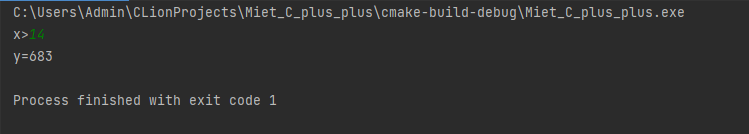 C:\Users\Admin\CLionProjects\Miet_C_plus_plus\cmake-build-debug\Miet_C_plus_plus.exe
x>14
y=683
Process finished with exit code 1